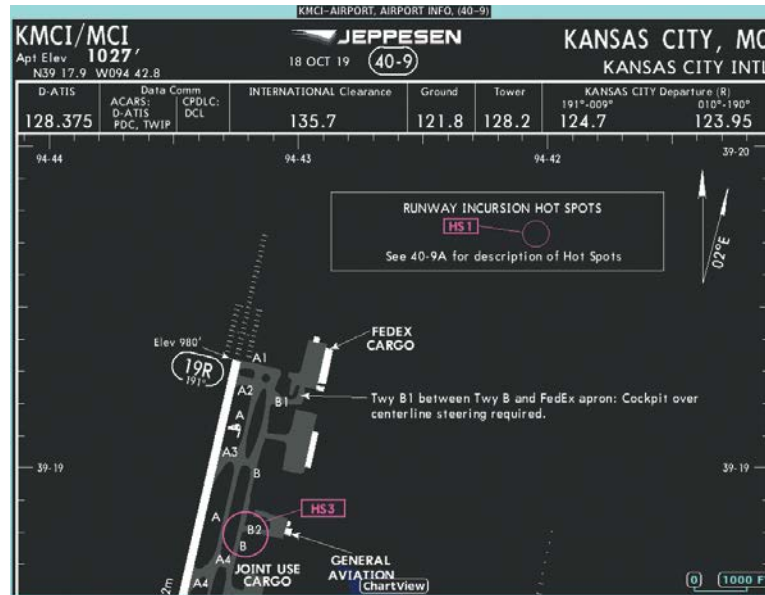 KMCI-AIRPORT, AIRPORT INFO, (40-9)
KMCI/MCI
Apt Elev 1027'
N39 17.9 W094 42.8
JEPPESEN
18 OCT 19 40-9
KANSAS CITY, MO
KANSAS CITY INTL
D-ATIS
128.375
Data Comm
ACARS:
D-ATIS
PDC, TWIP
CPDLC:
DCL
INTERNATIONAL Clearance
135.7
Ground
121.8
Tower
128.2
KANSAS CITY Departure (R)
191°-009° 010°-190°
124.7 123.95
94-44 94-43 94-42 39-20
RUNWAY INCURSION HOT SPOTS
HS1
See 40-9A for description of Hot Spots
02°E
FEDEX
CARGO
Elev 980'
A1
19R
191°
A2
B1
Twy B1 between Twy B and FedEx apron: Cockpit over
centerline steering required.
A
A3
B
39-19 39-19
HS3
A
B2
B
A4
JOINT USE
CARGO
GENERAL
AVIATION
A4
2m
ChartView
0 1000 F